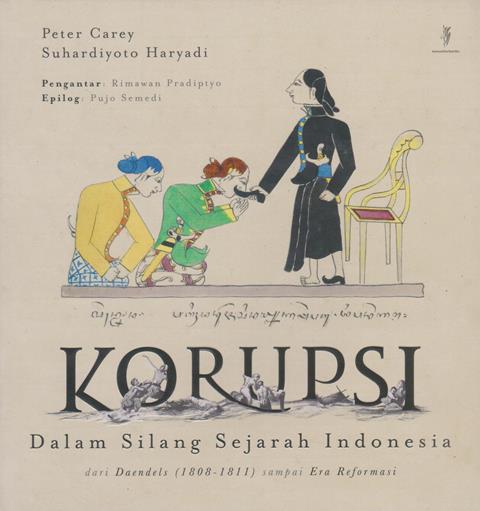 Peter Carey
Suhardiyoto Haryadi
Pengantar: Rimawan Pradiptyo
Epilog: Pujo Semedi
KORUPSI
Dalam Silang Sejarah Indonesia
dari Daendels (1808-1811) sampai Era Reformasi